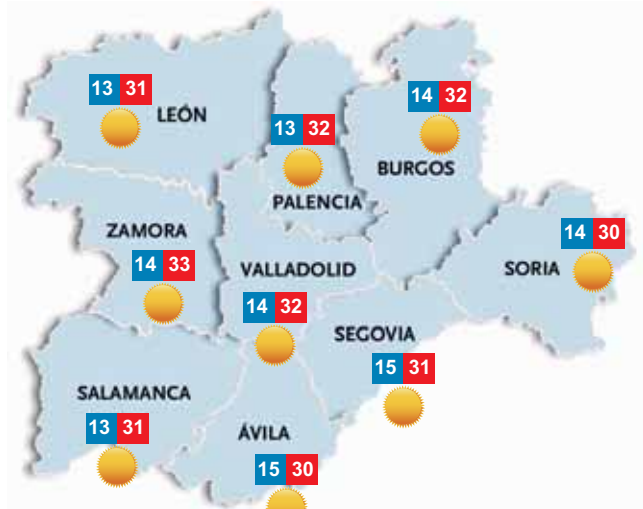 13 31
LEÓN
14 32
BURGOS
13 32
PALENCIA
ZAMORA
14 33
VALLADOLID
14 32
14 30
SORIA
SEGOVIA
15 31
SALAMANCA
13 31
ÁVILA
15 30